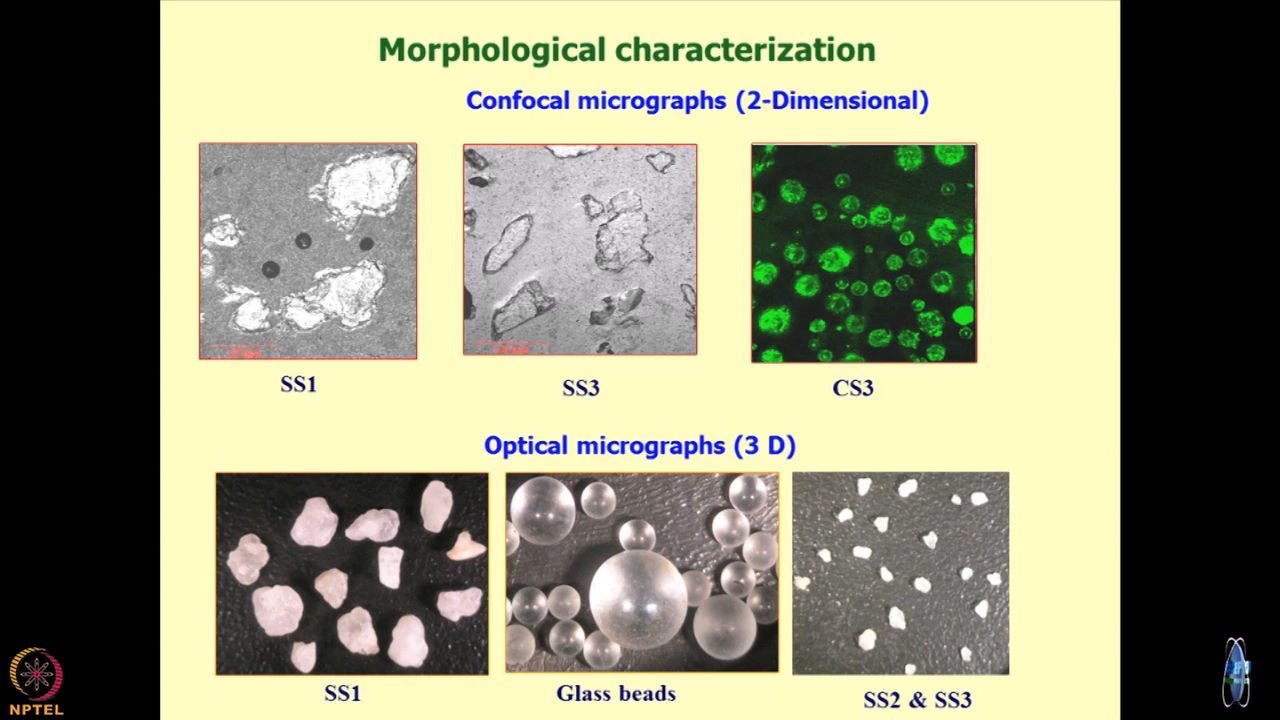 Morphological characterization
Confocal micrographs (2-Dimensional)
SS1
SS3
CS3
Optical micrographs (3 D)
SS1
Glass beads
SS2 & SS3
NPTEL